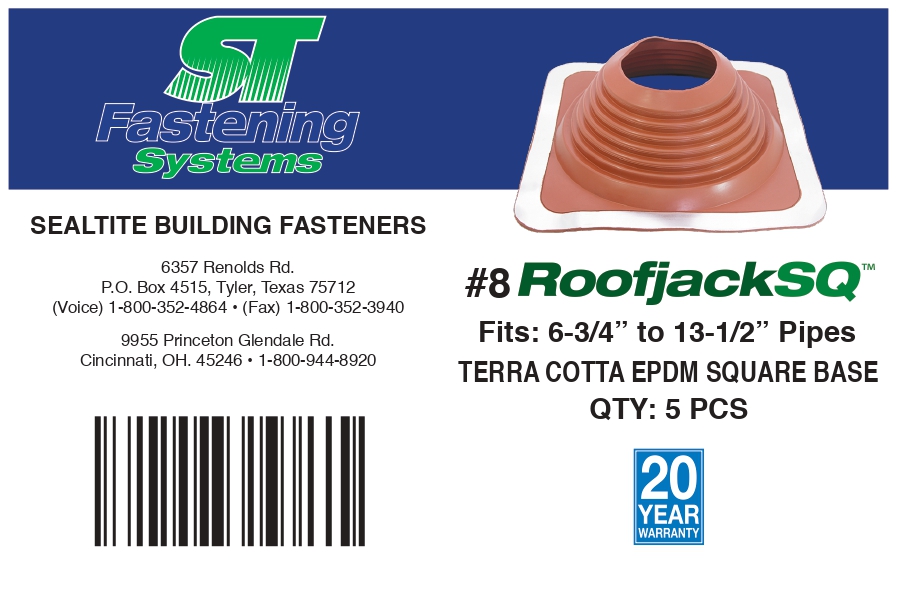 ST
Fastening
Systems
SEALTITE BUILDING FASTENERS
6357 Renolds Rd.
P.O. Box 4515, Tyler, Texas 75712
(Voice) 1-800-352-4864 • (Fax) 1-800-352-3940
9955 Princeton Glendale Rd.
Cincinnati, OH. 45246 • 1-800-944-8920
#8 RoofjackSQ™
Fits: 6-3/4” to 13-1/2” Pipes
TERRA COTTA EPDM SQUARE BASE
QTY: 5 PCS
20
YEAR
WARRANTY